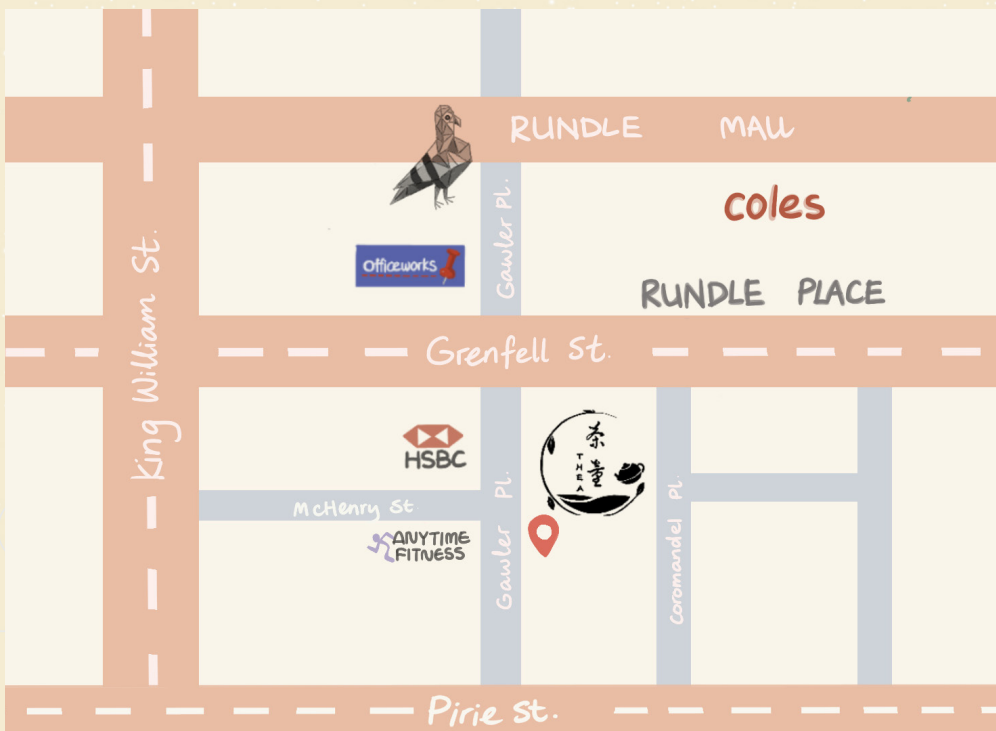 RUNDLE MALL
Gawler Pl.
coles
Officeworks
RUNDLE PLACE
King William St.
Grenfell St.
HSBC
茶量
THEA
McHenry St
Gawler Pl.
Coromandel Pl.
ANYTIME
FITNESS
Pirie St.